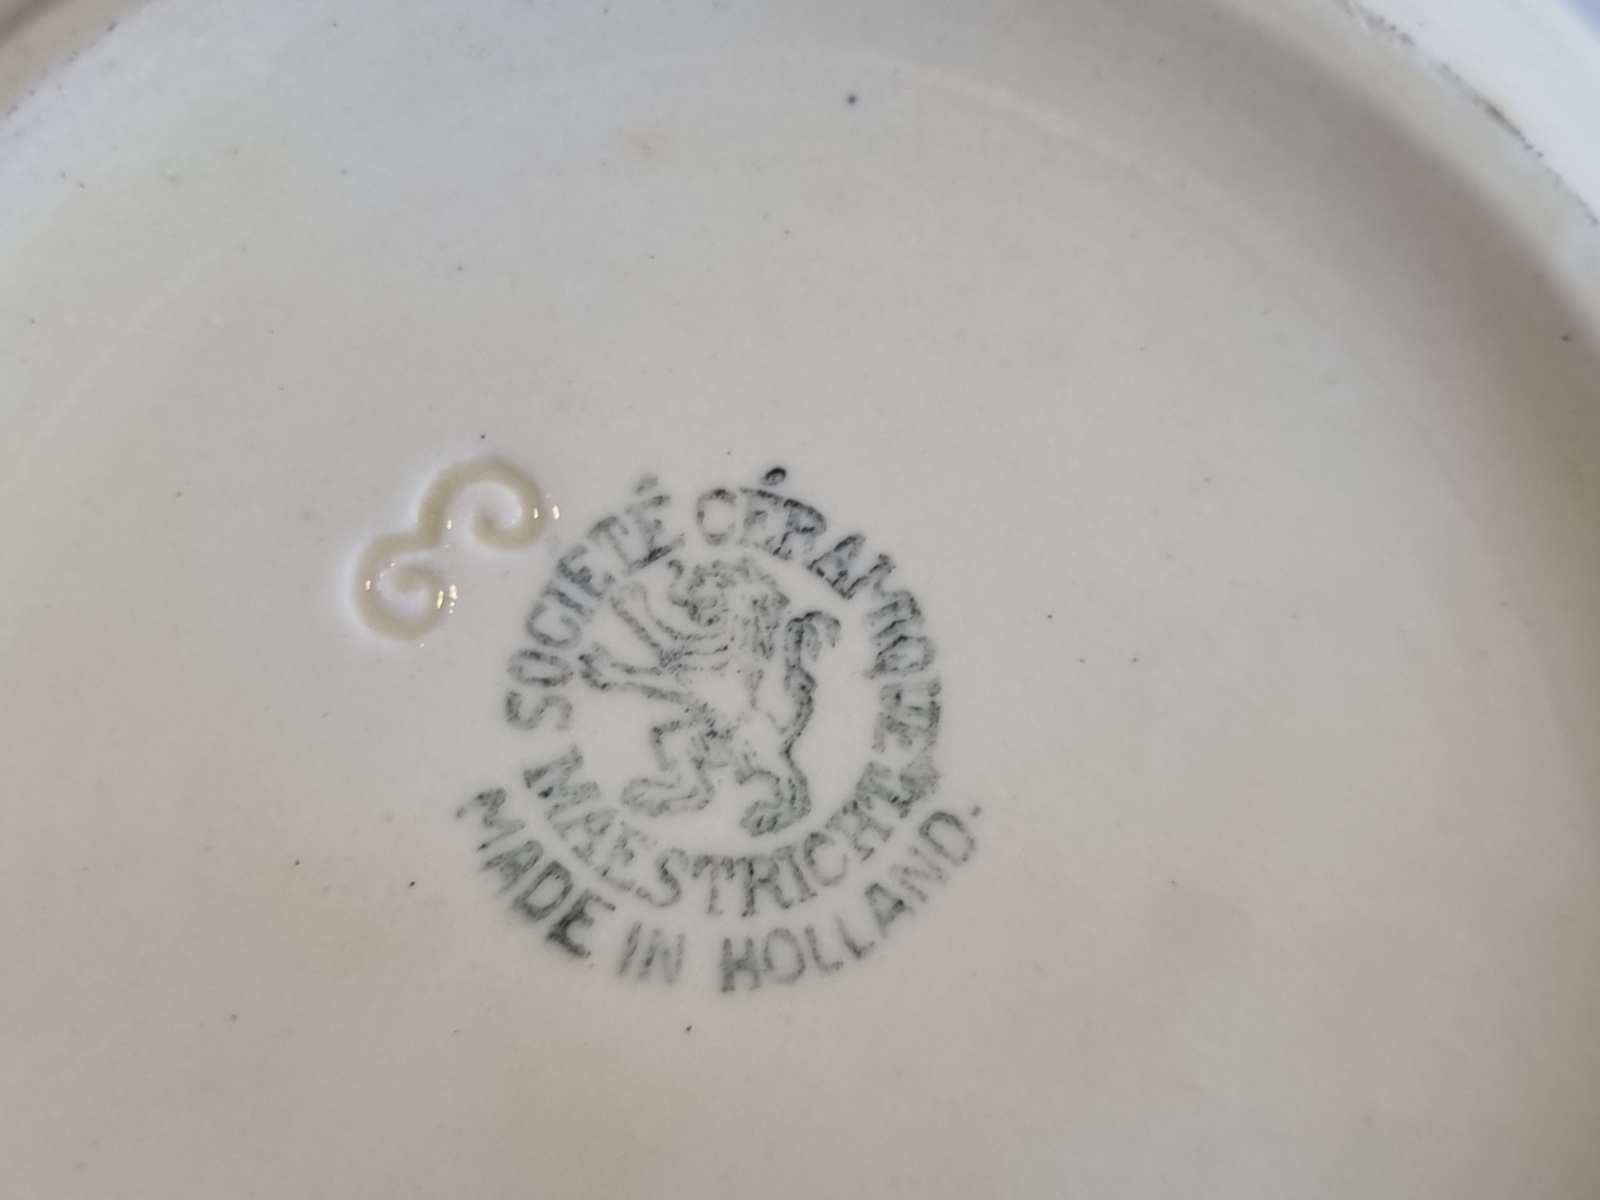 SOCIÉTÉ CÉRAMIQUE
MAESTRICHT
MADE IN HOLLAND.